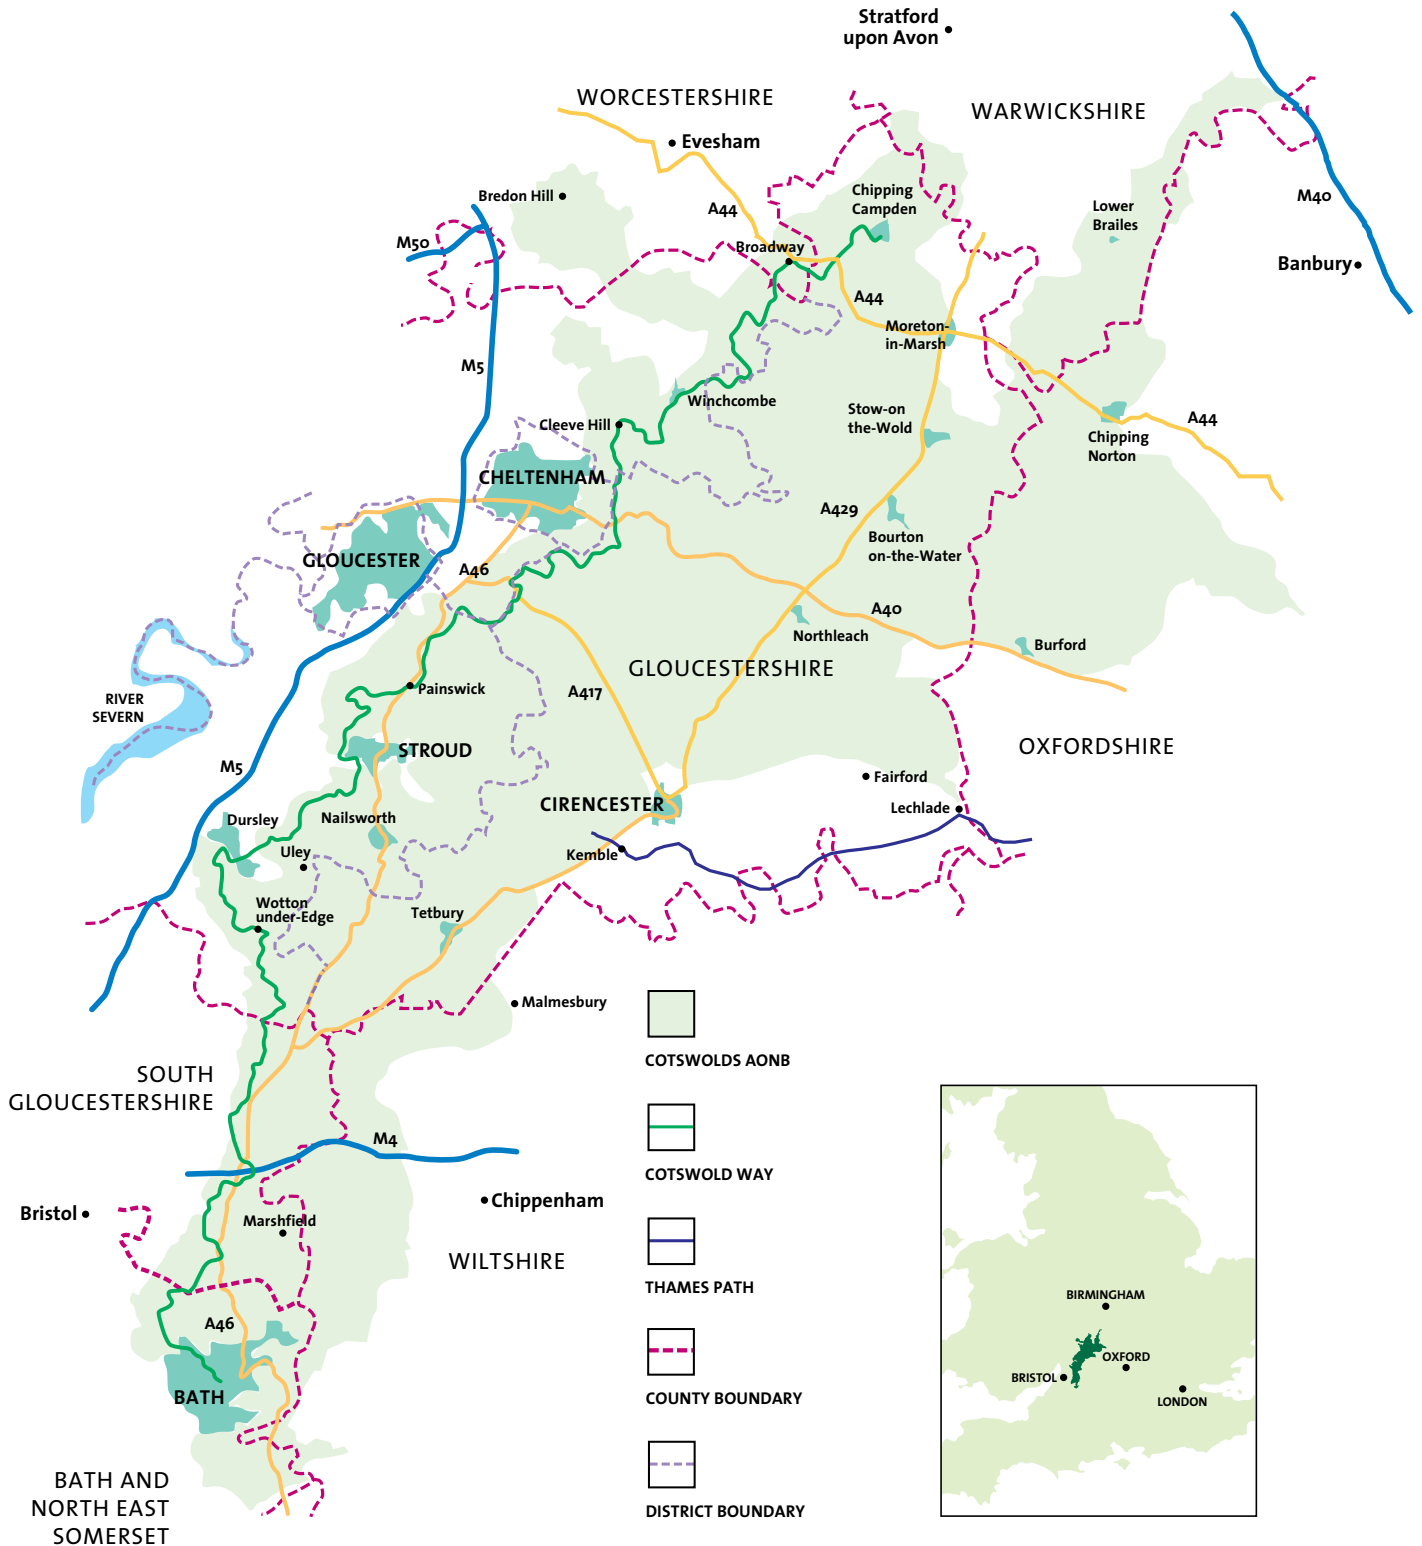 Stratford
upon Avon
WORCESTERSHIRE
WARWICKSHIRE
Evesham
Bredon Hill
Chipping
Campden
A44
M40
Lower
Brailes
M50
Broadway
Banbury
A44
Moreton-
in-Marsh
M5
Winchcombe
Stow-on
the-Wold
A44
Cleeve Hill
Chipping
Norton
CHELTENHAM
A429
Bourton
on-the-Water
GLOUCESTER
A46
A40
Northleach
Burford
GLOUCESTERSHIRE
Painswick
A417
RIVER
SEVERN
STROUD
OXFORDSHIRE
M5
Fairford
CIRENCESTER
Lechlade
Dursley
Nailsworth
Uley
Kemble
Wotton
under-Edge
Tetbury
Malmesbury
COTSWOLDS AONB
SOUTH
GLOUCESTERSHIRE
M4
COTSWOLD WAY
Chippenham
Bristol
Marshfield
WILTSHIRE
THAMES PATH
A46
BATH
COUNTY BOUNDARY
BATH AND
NORTH EAST
SOMERSET
DISTRICT BOUNDARY
BIRMINGHAM
OXFORD
BRISTOL
LONDON